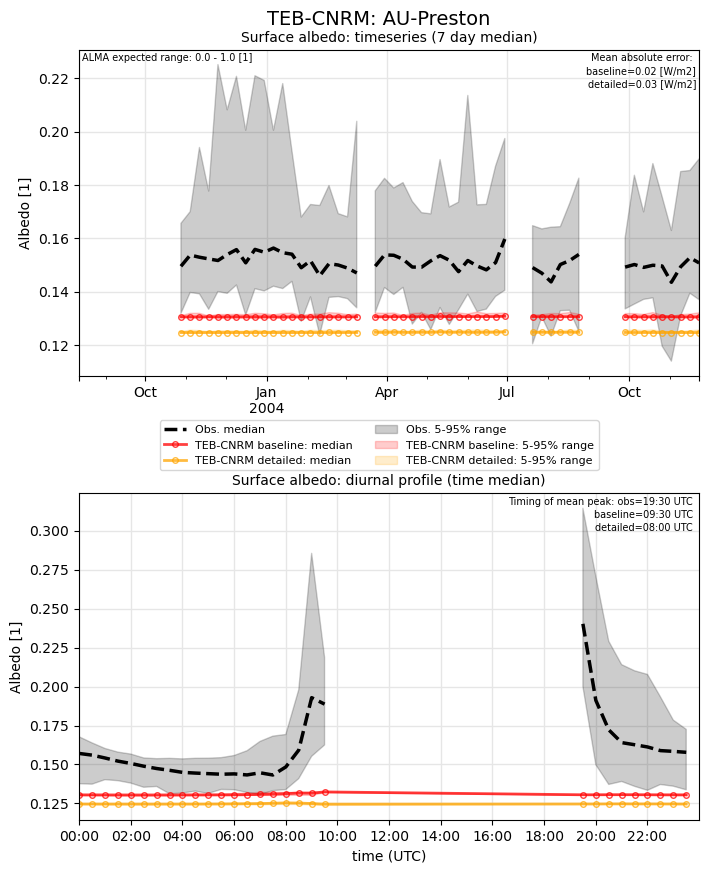 TEB-CNRM: AU-Preston
Surface albedo: timeseries (7 day median)
ALMA expected range: 0.0 - 1.0 [1]
Mean absolute error:
baseline=0.02 [W/m2]
detailed=0.03 [W/m2]
0.22
0.20
0.18
0.16
0.14
0.12
Albedo [1]
Oct Jan Apr Jul Oct
2004
Obs. median Obs. 5-95% range
TEB-CNRM baseline: median TEB-CNRM baseline: 5-95% range
TEB-CNRM detailed: median TEB-CNRM detailed: 5-95% range
Surface albedo: diurnal profile (time median)
Timing of mean peak: obs=19:30 UTC
baseline=09:30 UTC
detailed=08:00 UTC
0.300
0.275
0.250
0.225
0.200
0.175
0.150
0.125
Albedo [1]
00:00 02:00 04:00 06:00 08:00 10:00 12:00 14:00 16:00 18:00 20:00 22:00
time (UTC)